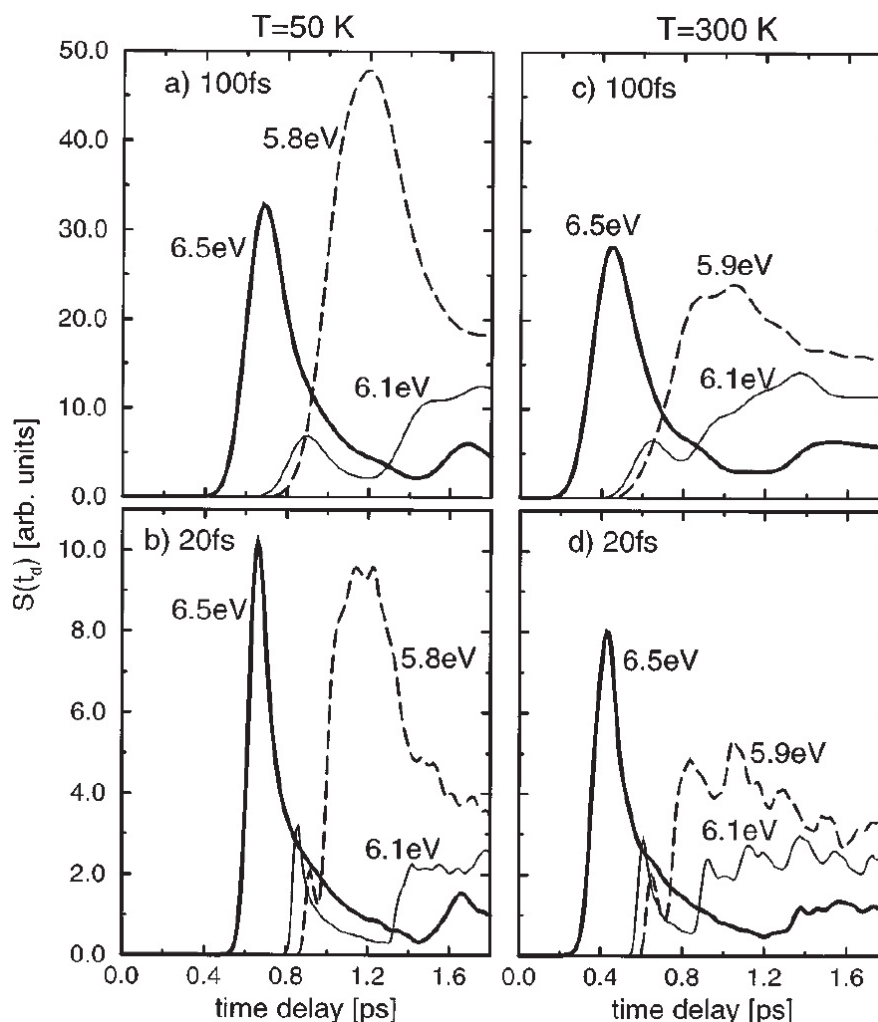 T=50 K
T=300 K
50.0
40.0
30.0
20.0
10.0
0.0
a) 100fs
5.8eV
6.5eV
6.1eV
c) 100fs
6.5eV
5.9eV
6.1eV
S(t_d) [arb. units]
10.0
8.0
6.0
4.0
2.0
0.0
b) 20fs
6.5eV
5.8eV
6.1eV
d) 20fs
6.5eV
5.9eV
6.1eV
0.0 0.4 0.8 1.2 1.6
0.0 0.4 0.8 1.2 1.6
time delay [ps]
time delay [ps]